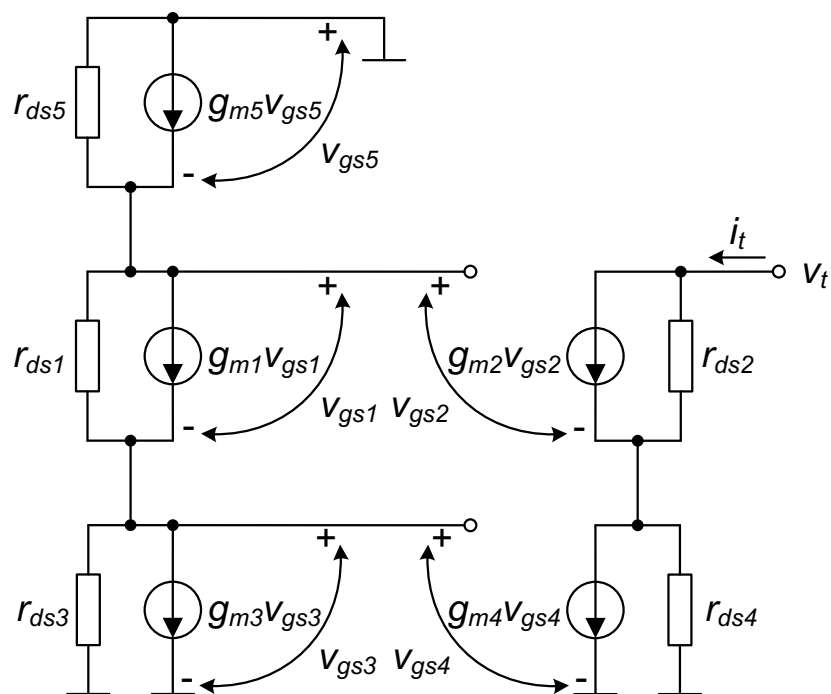 +
r_ds5 g_m5v_gs5
- v_gs5
i_t
v_t
+ +
r_ds1 g_m1v_gs1 g_m2v_gs2 r_ds2
- v_gs1 v_gs2 -
+ +
r_ds3 g_m3v_gs3 g_m4v_gs4 r_ds4
- v_gs3 v_gs4 -